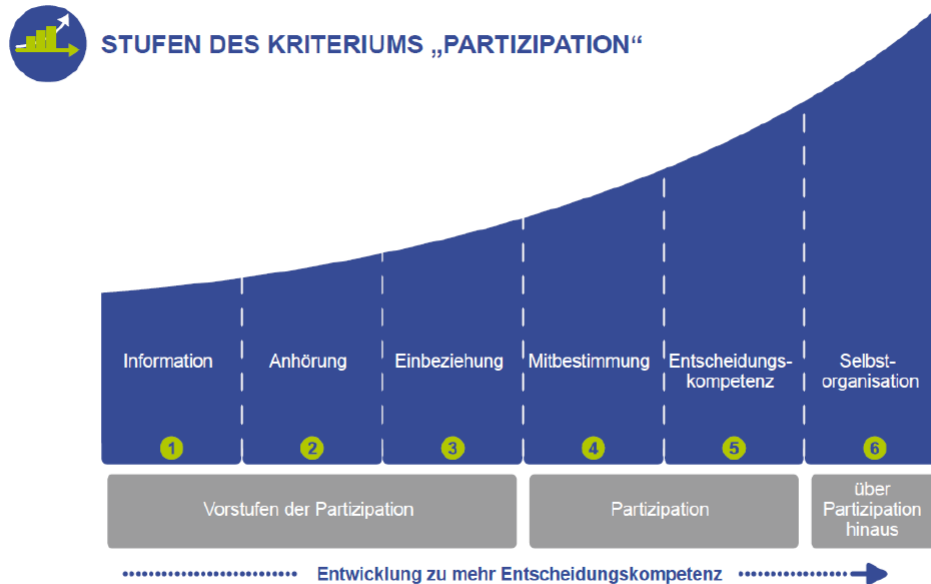 STUFEN DES KRITERIUMS „PARTIZIPATION“
Information
Anhörung
Einbeziehung
Mitbestimmung
Entscheidungs-
kompetenz
Selbst-
organisation
1
2
3
4
5
6
Vorstufen der Partizipation
Partizipation
über
Partizipation
hinaus
Entwicklung zu mehr Entscheidungskompetenz